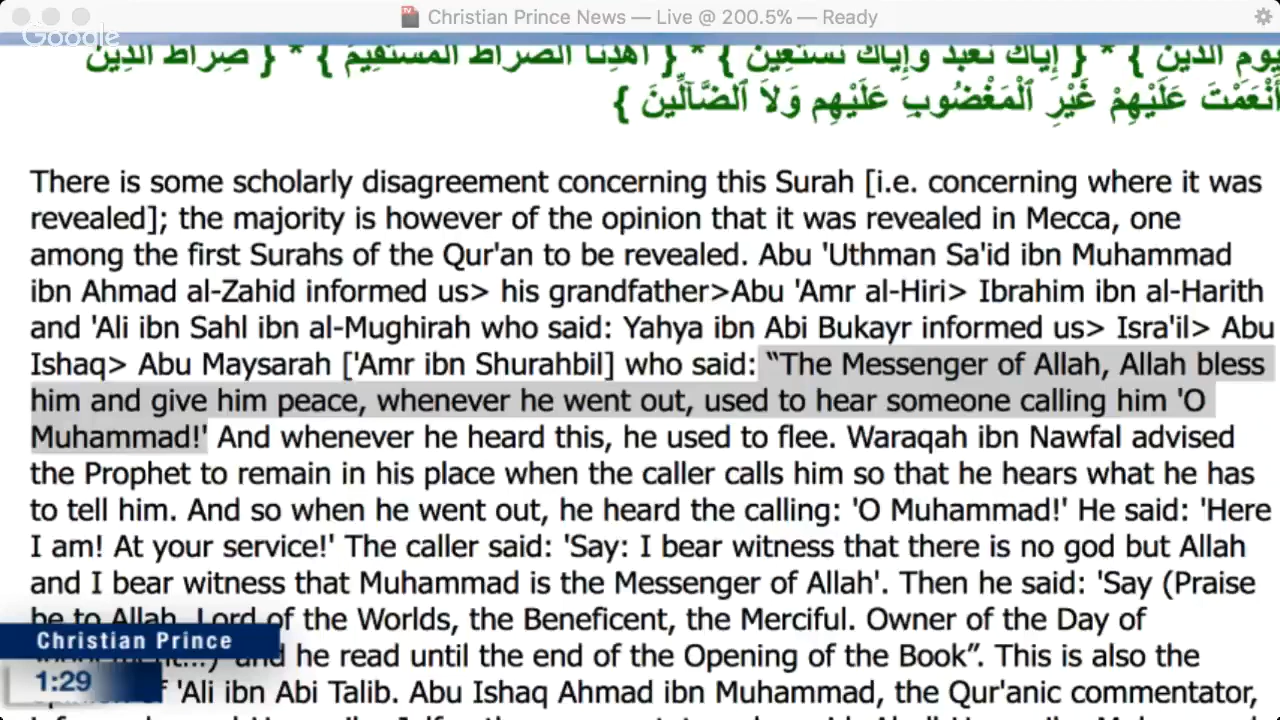 Christian Prince News — Live @ 200.5% — Ready
Google
يوم الدين } * { إياك نعبد وإياك نستعين } * { اهدنا الصراط المستقيم } * { صراط الذين
أَنْعَمْتَ عَلَيْهِمْ غَيْرِ ٱلْمَغْضُوبِ عَلَيْهِم وَلاَ ٱلضَّآلِّينَ }
There is some scholarly disagreement concerning this Surah [i.e. concerning where it was
revealed]; the majority is however of the opinion that it was revealed in Mecca, one
among the first Surahs of the Qur'an to be revealed. Abu 'Uthman Sa'id ibn Muhammad
ibn Ahmad al-Zahid informed us> his grandfather>Abu 'Amr al-Hiri> Ibrahim ibn al-Harith
and 'Ali ibn Sahl ibn al-Mughirah who said: Yahya ibn Abi Bukayr informed us> Isra'il> Abu
Ishaq> Abu Maysarah ['Amr ibn Shurahbil] who said: “The Messenger of Allah, Allah bless
him and give him peace, whenever he went out, used to hear someone calling him 'O
Muhammad!' And whenever he heard this, he used to flee. Waraqah ibn Nawfal advised
the Prophet to remain in his place when the caller calls him so that he hears what he has
to tell him. And so when he went out, he heard the calling: 'O Muhammad!' He said: 'Here
I am! At your service!' The caller said: 'Say: I bear witness that there is no god but Allah
and I bear witness that Muhammad is the Messenger of Allah'. Then he said: 'Say (Praise
be to Allah, Lord of the Worlds, the Beneficent, the Merciful. Owner of the Day of
Christian Prince
and he read until the end of the Opening of the Book”. This is also the
1:29
'Ali ibn Abi Talib. Abu Ishaq Ahmad ibn Muhammad, the Qur'anic commentator,